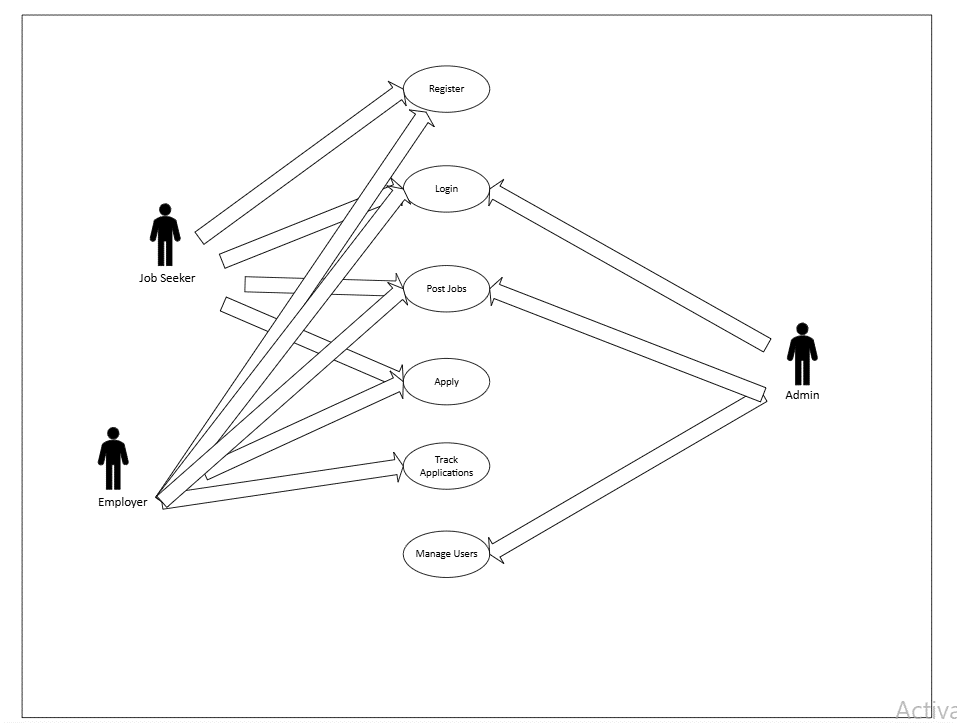 Register
Login
Job Seeker
Post Jobs
Apply
Admin
Track
Applications
Employer
Manage Users
Activa